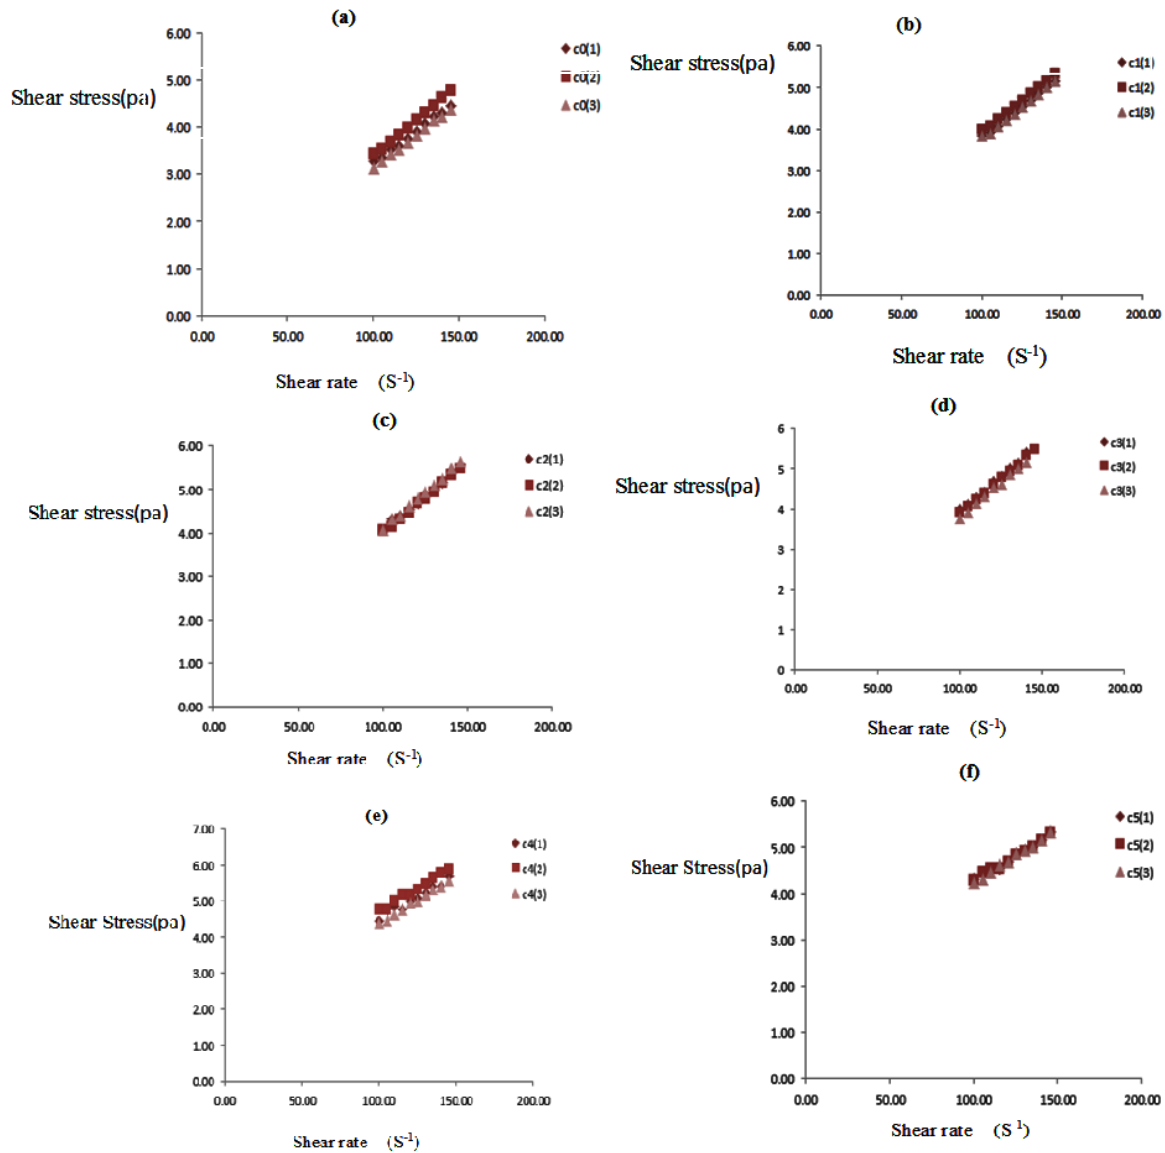 (a)
6.00
5.00
4.00
3.00
2.00
1.00
0.00
Shear stress(pa)
c0(1)
c0(2)
c0(3)
0.00 50.00 100.00 150.00 200.00
Shear rate (S-1)
(b)
6.00
5.00
4.00
3.00
2.00
1.00
0.00
Shear stress(pa)
c1(1)
c1(2)
c1(3)
0.00 50.00 100.00 150.00 200.00
Shear rate (S-1)
(c)
6.00
5.00
4.00
3.00
2.00
1.00
0.00
Shear stress(pa)
c2(1)
c2(2)
c2(3)
0.00 50.00 100.00 150.00 200.00
Shear rate (S-1)
(d)
6
5
4
3
2
1
0
Shear stress(pa)
c3(1)
c3(2)
c3(3)
0.00 50.00 100.00 150.00 200.00
Shear rate (S-1)
(e)
7.00
6.00
5.00
4.00
3.00
2.00
1.00
0.00
Shear Stress(pa)
c4(1)
c4(2)
c4(3)
0.00 50.00 100.00 150.00 200.00
Shear rate (S-1)
(f)
6.00
5.00
4.00
3.00
2.00
1.00
0.00
Shear Stress(pa)
c5(1)
c5(2)
c5(3)
0.00 50.00 100.00 150.00 200.00
Shear rate (S 1)